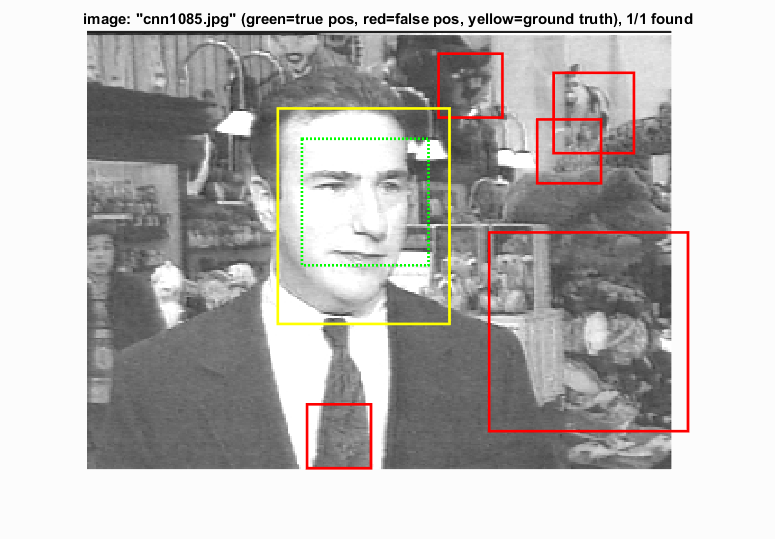 image: "cnn1085.jpg" (green=true pos, red=false pos, yellow=ground truth), 1/1 found